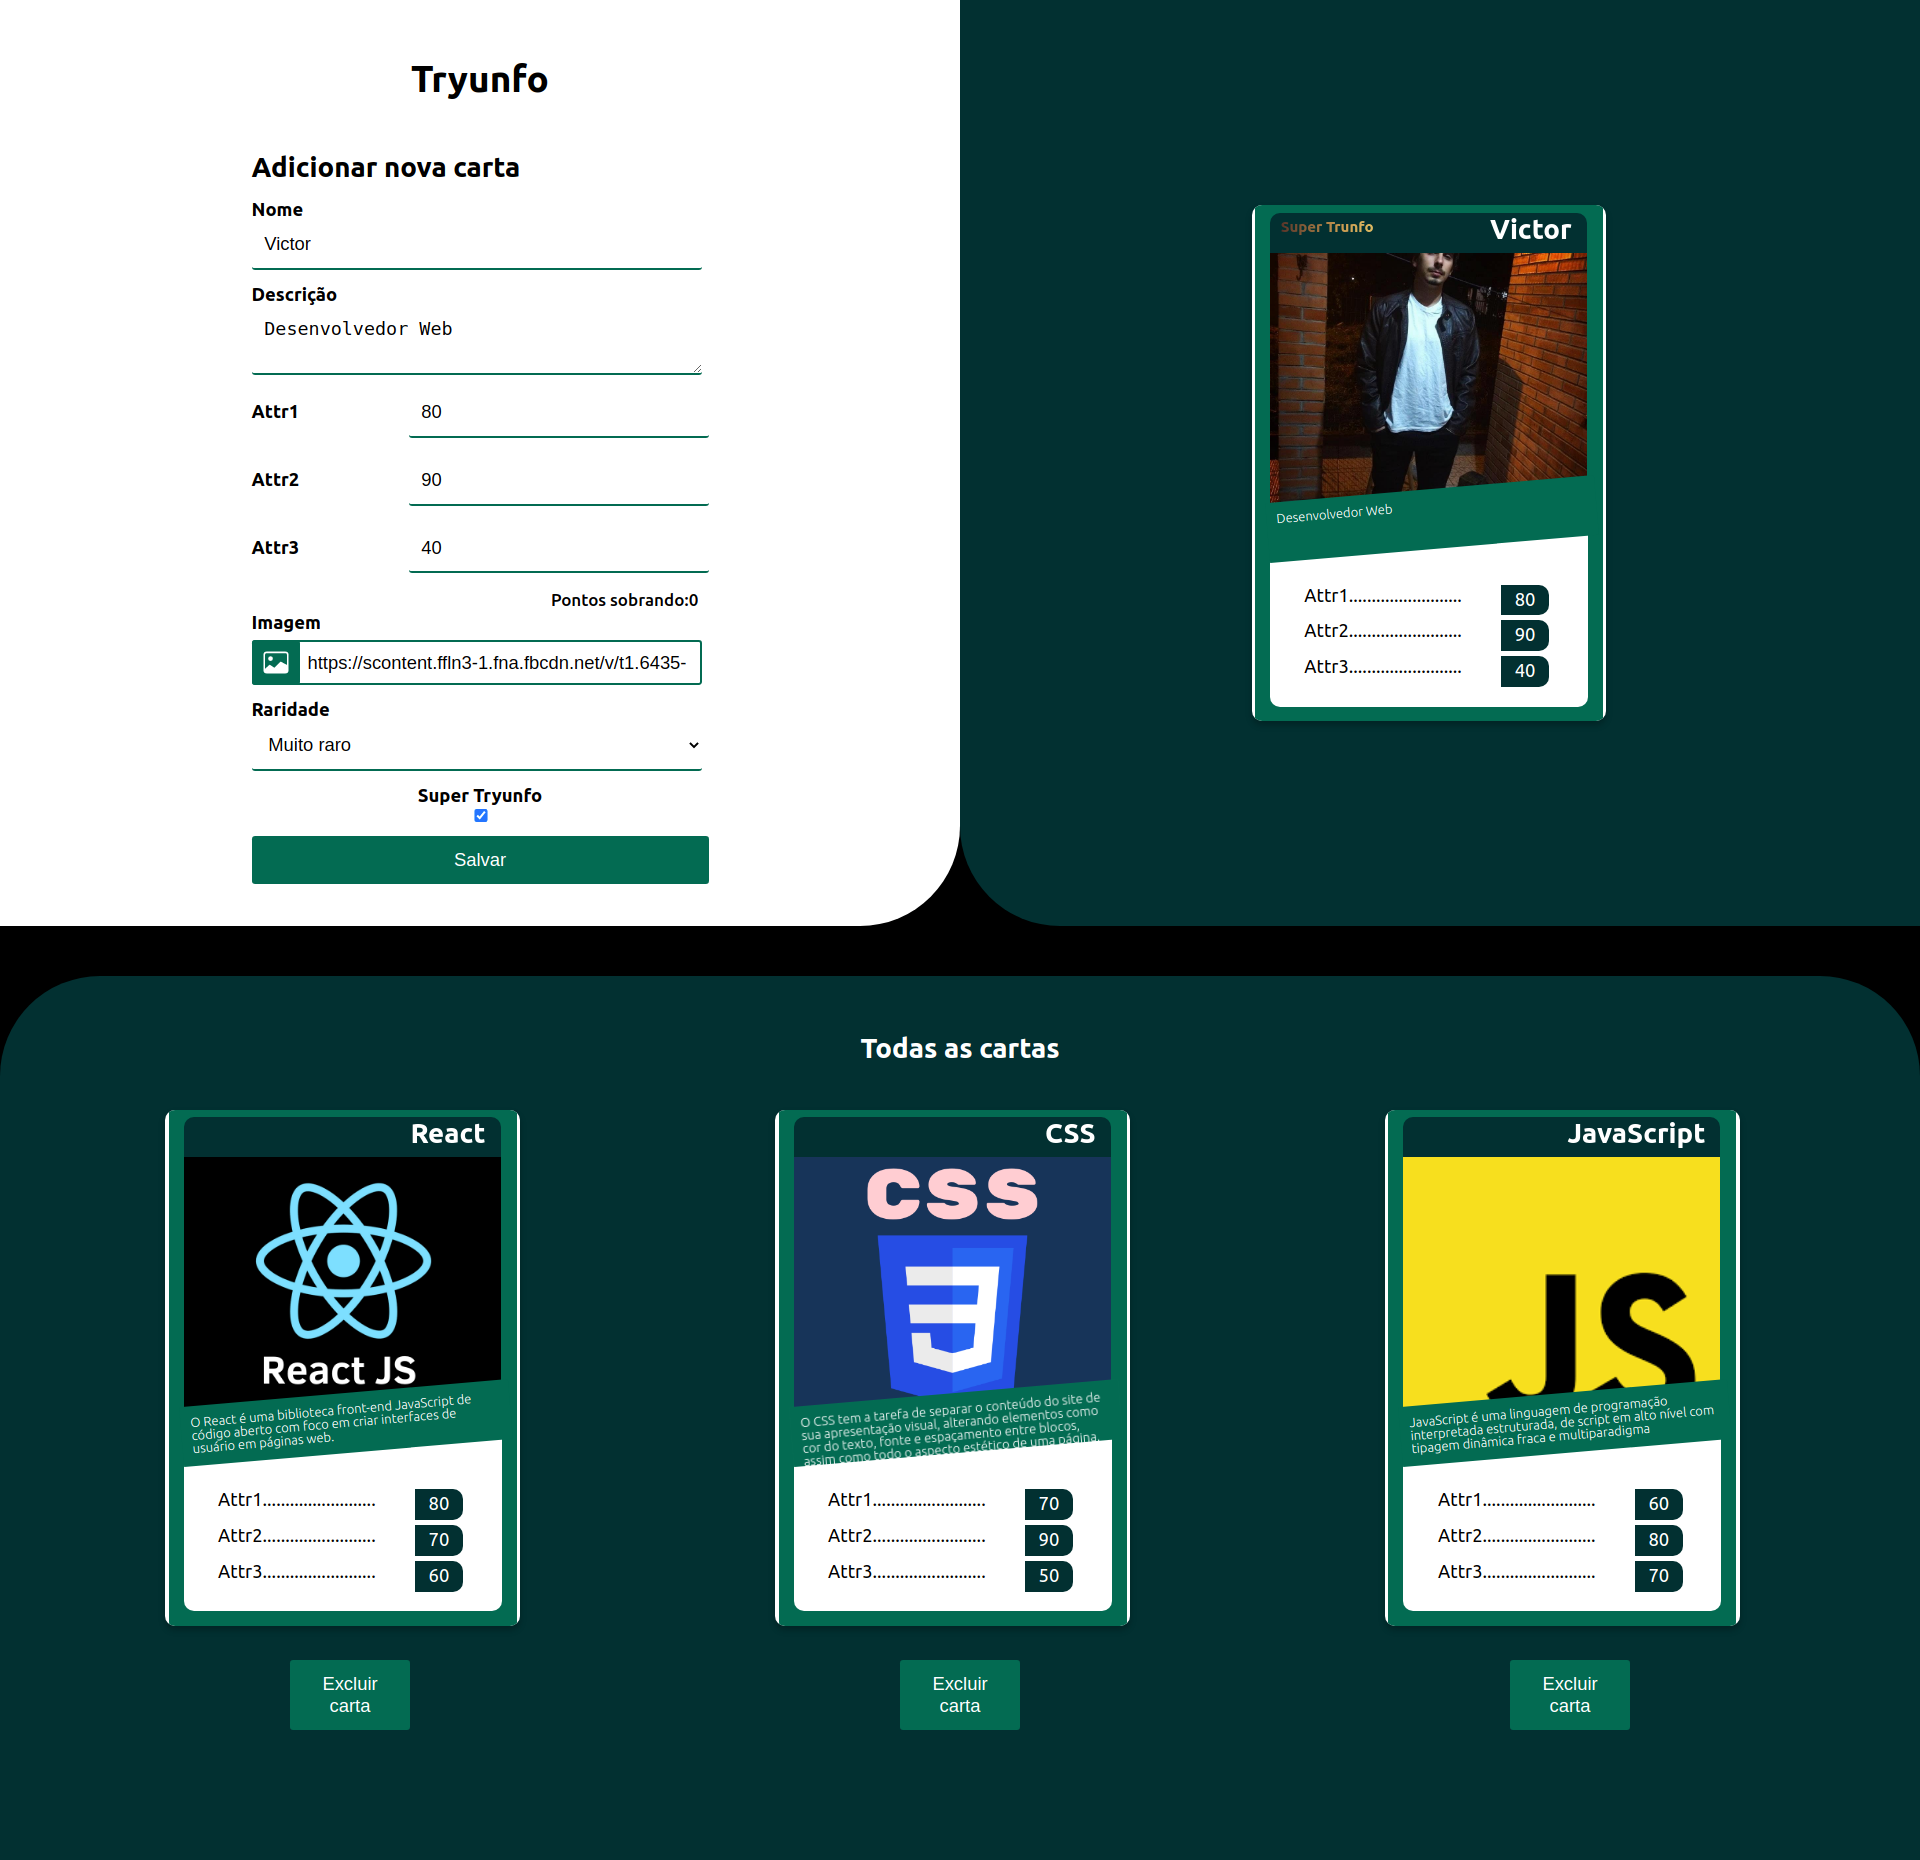 Tryunfo
Adicionar nova carta
Nome
Victor
Descrição
Desenvolvedor Web
Attr1
80
Attr2
90
Attr3
40
Pontos sobrando:0
Imagem
https://scontent.ffln3-1.fna.fbcdn.net/v/t1.6435-
Raridade
Muito raro
Super Tryunfo
Salvar
Super Trunfo
Victor
Desenvolvedor Web
Attr1......................... 80
Attr2......................... 90
Attr3......................... 40
Todas as cartas
React
React JS
O React é uma biblioteca front-end JavaScript de
código aberto com foco em criar interfaces de
usuário em páginas web.
Attr1......................... 80
Attr2......................... 70
Attr3......................... 60
Excluir
carta
CSS
CSS
O CSS tem a tarefa de separar o conteúdo do site de
sua apresentação visual, alterando elementos como
cor do texto, fonte e espaçamento entre blocos,
assim como todo o aspecto estético de uma página.
Attr1......................... 70
Attr2......................... 90
Attr3......................... 50
Excluir
carta
JavaScript
JS
JavaScript é uma linguagem de programação
interpretada estruturada, de script em alto nível com
tipagem dinâmica fraca e multiparadigma
Attr1......................... 60
Attr2......................... 80
Attr3......................... 70
Excluir
carta